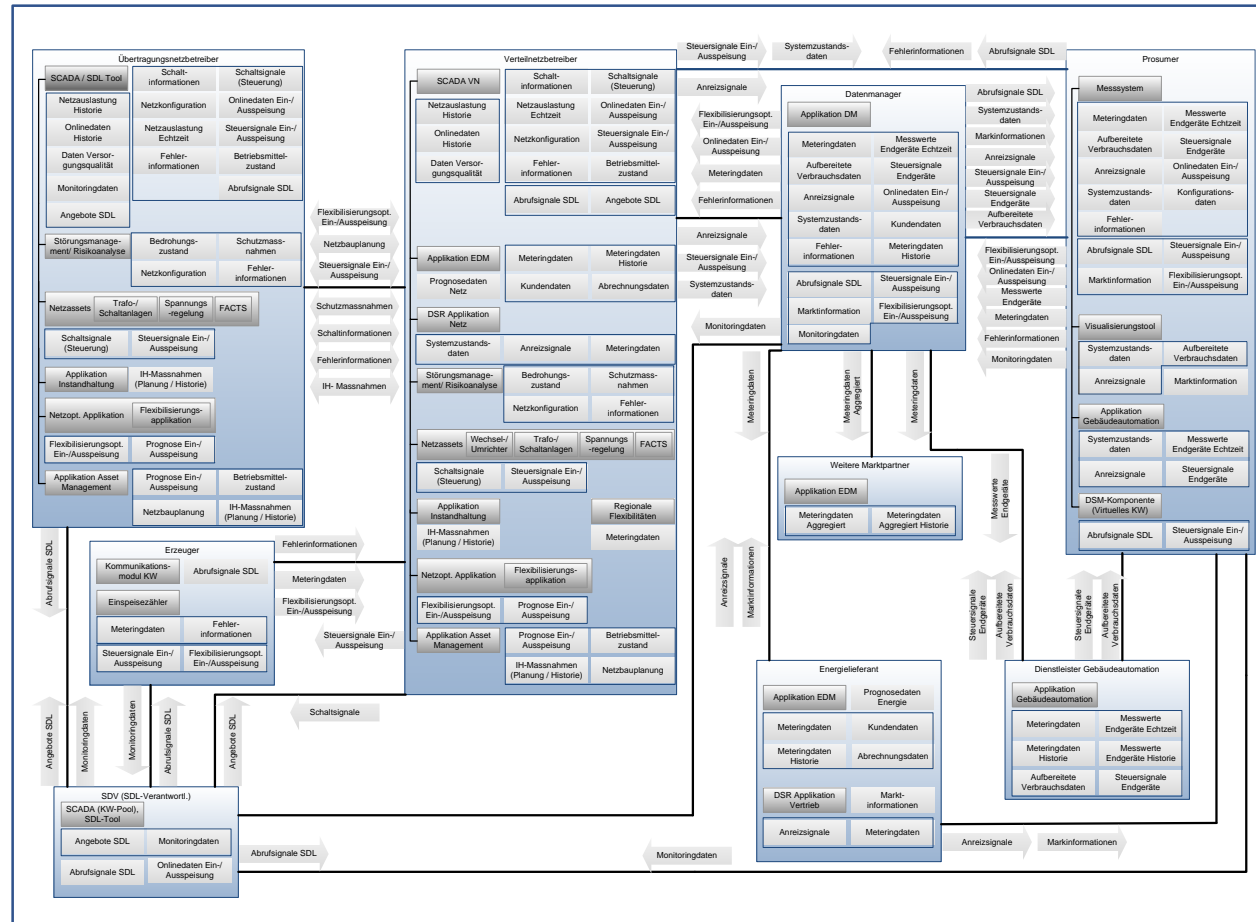 Übertragungsnetzbetreiber
SCADA / SDL Tool
Schalt-
informationen
Schaltsignale
(Steuerung)
Netzauslastung
Historie
Netzkonfiguration
Onlinedaten Ein-/
Ausspeisung
Onlinedaten
Historie
Netzauslastung
Echtzeit
Steuersignale Ein-/
Ausspeisung
Daten Versor-
gungsqualität
Fehler-
informationen
Betriebsmittel-
zustand
Monitoringdaten
Abrufsignale SDL
Angebote SDL
Störungsmanage-
ment/ Risikoanalyse
Bedrohungs-
zustand
Schutzmass-
nahmen
Netzkonfiguration
Fehler-
informationen
Netzassets
Trafo-/
Schaltanlagen
Spannungs
-regelung
FACTS
Schaltsignale
(Steuerung)
Steuersignale Ein-/
Ausspeisung
Applikation
Instandhaltung
IH-Massnahmen
(Planung / Historie)
Netzopt. Applikation
Flexibilisierungs-
applikation
Flexibilisierungsopt.
Ein-/Ausspeisung
Prognose Ein-/
Ausspeisung
Applikation Asset
Management
Prognose Ein-/
Ausspeisung
Betriebsmittel-
zustand
Netzbauplanung
IH-Massnahmen
(Planung / Historie)
Flexibilisierungsopt.
Ein-/Ausspeisung
Netzbauplanung
Steuersignale Ein-/
Ausspeisung
Schutzmassnahmen
Schaltinformationen
Fehlerinformationen
IH- Massnahmen
Verteilnetzbetreiber
SCADA VN
Schalt-
informationen
Schaltsignale
(Steuerung)
Netzauslastung
Historie
Netzauslastung
Echtzeit
Onlinedaten Ein-/
Ausspeisung
Onlinedaten
Historie
Netzkonfiguration
Steuersignale Ein-/
Ausspeisung
Daten Versor-
gungsqualität
Fehler-
informationen
Betriebsmittel-
zustand
Abrufsignale SDL
Angebote SDL
Applikation EDM
Meteringdaten
Meteringdaten
Historie
Prognosedaten
Netz
Kundendaten
Abrechnungsdaten
DSR Applikation
Netz
Systemzustands-
daten
Anreizsignale
Meteringdaten
Störungsmanage-
ment/ Risikoanalyse
Bedrohungs-
zustand
Schutzmass-
nahmen
Netzkonfiguration
Fehler-
informationen
Netzassets
Wechsel-/
Umrichter
Trafo-/
Schaltanlagen
Spannungs
-regelung
FACTS
Schaltsignale
(Steuerung)
Steuersignale Ein-/
Ausspeisung
Applikation
Instandhaltung
Regionale
Flexibilitäten
IH-Massnahmen
(Planung / Historie)
Meteringdaten
Netzopt. Applikation
Flexibilisierungs-
applikation
Flexibilisierungsopt.
Ein-/Ausspeisung
Prognose Ein-/
Ausspeisung
Applikation Asset
Management
Prognose Ein-/
Ausspeisung
Betriebsmittel-
zustand
IH-Massnahmen
(Planung / Historie)
Netzbauplanung
Steuersignale Ein-/
Ausspeisung
Systemzustands-
daten
Fehlerinformationen
Abrufsignale SDL
Anreizsignale
Flexibilisierungsopt.
Ein-/Ausspeisung
Onlinedaten Ein-/
Ausspeisung
Meteringdaten
Fehlerinformationen
Anreizsignale
Steuersignale Ein-/
Ausspeisung
Systemzustands-
daten
Monitoringdaten
Datenmanager
Applikation DM
Meteringdaten
Messwerte
Endgeräte Echtzeit
Aufbereitete
Verbrauchsdaten
Steuersignale
Endgeräte
Anreizsignale
Onlinedaten Ein-/
Ausspeisung
Systemzustands-
daten
Kundendaten
Fehler-
informationen
Meteringdaten
Historie
Abrufsignale SDL
Steuersignale Ein-/
Ausspeisung
Marktinformation
Flexibilisierungsopt.
Ein-/Ausspeisung
Monitoringdaten
Abrufsignale SDL
Systemzustands-
daten
Markinformationen
Anreizsignale
Steuersignale Ein-/
Ausspeisung
Steuersignale
Endgeräte
Aufbereitete
Verbrauchsdaten
Flexibilisierungsopt.
Ein-/Ausspeisung
Onlinedaten Ein-/
Ausspeisung
Messwerte
Endgeräte
Meteringdaten
Fehlerinformationen
Monitoringdaten
Prosumer
Messsystem
Meteringdaten
Messwerte
Endgeräte Echtzeit
Aufbereitete
Verbrauchsdaten
Steuersignale
Endgeräte
Anreizsignale
Onlinedaten Ein-/
Ausspeisung
Systemzustands-
daten
Konfigurations-
daten
Fehler-
informationen
Abrufsignale SDL
Steuersignale Ein-/
Ausspeisung
Marktinformation
Flexibilisierungsopt.
Ein-/Ausspeisung
Visualisierungstool
Systemzustands-
daten
Aufbereitete
Verbrauchsdaten
Anreizsignale
Marktinformation
Applikation
Gebäudeautomation
Systemzustands-
daten
Messwerte
Endgeräte Echtzeit
Anreizsignale
Steuersignale
Endgeräte
DSM-Komponente
(Virtuelles KW)
Abrufsignale SDL
Steuersignale Ein-/
Ausspeisung
Meteringdaten
Meteringdaten
Aggregiert
Meteringdaten
Weitere Marktpartner
Applikation EDM
Meteringdaten
Aggregiert
Meteringdaten
Aggregiert Historie
Messwerte
Endgeräte
Anreizsignale
Marktinformationen
Steuersignale
Endgeräte
Aufbereitete
Verbrauchsdaten
Steuersignale
Endgeräte
Aufbereitete
Verbrauchsdaten
Abrufsignale SDL
Erzeuger
Kommunikations-
modul KW
Abrufsignale SDL
Einspeisezähler
Meteringdaten
Fehler-
informationen
Steuersignale Ein-/
Ausspeisung
Flexibilisierungsopt.
Ein-/Ausspeisung
Fehlerinformationen
Meteringdaten
Flexibilisierungsopt.
Ein-/Ausspeisung
Steuersignale Ein-/
Ausspeisung
Schaltsignale
Angebote SDL
Monitoringdaten
Monitoringdaten
Abrufsignale SDL
Angebote SDL
SDV (SDL-Verantwortl.)
SCADA (KW-Pool),
SDL-Tool
Angebote SDL
Monitoringdaten
Abrufsignale SDL
Onlinedaten Ein-/
Ausspeisung
Abrufsignale SDL
Monitoringdaten
Energielieferant
Applikation EDM
Prognosedaten
Energie
Meteringdaten
Kundendaten
Meteringdaten
Historie
Abrechnungsdaten
DSR Applikation
Vertrieb
Markt-
informationen
Anreizsignale
Meteringdaten
Anreizsignale
Markinformationen
Dienstleister Gebäudeautomation
Applikation
Gebäudeautomation
Meteringdaten
Messwerte
Endgeräte Echtzeit
Meteringdaten
Historie
Messwerte
Endgeräte Historie
Aufbereitete
Verbrauchsdaten
Steuersignale
Endgeräte